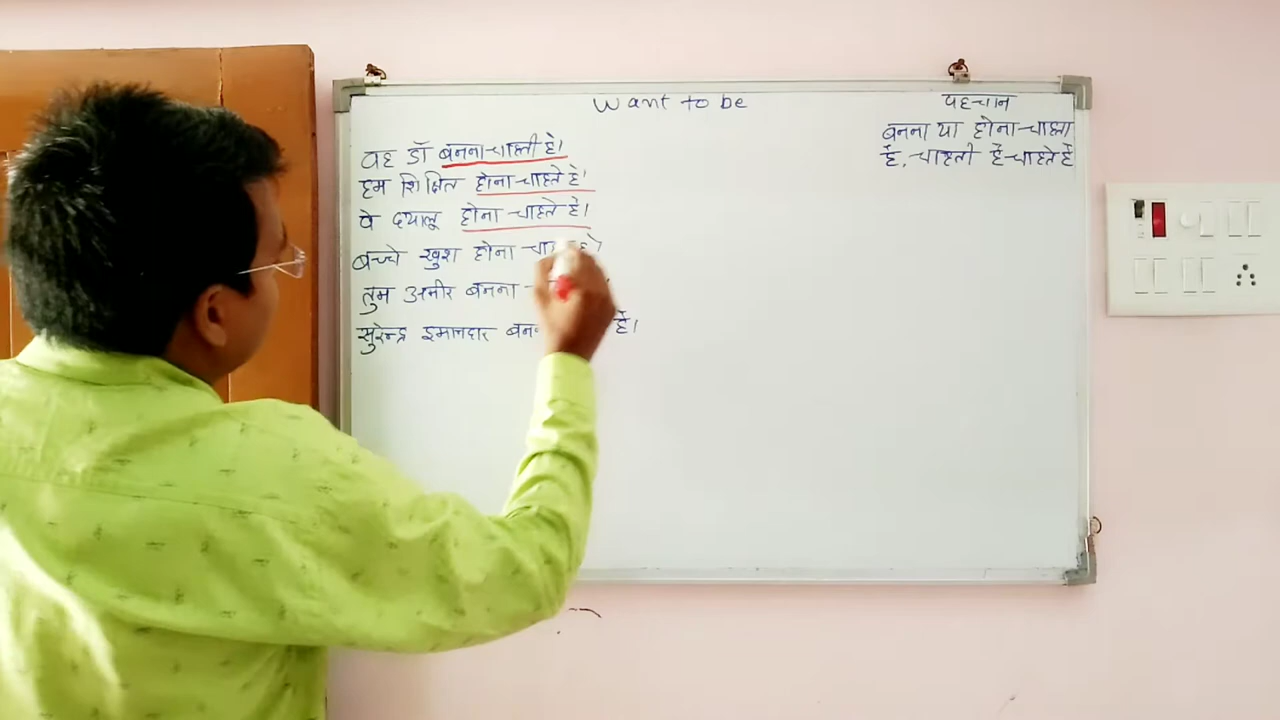 want to be
पहचान
बनना या होना-चाहता
है, चाहती है-चाहते हैं
वह डॉ बनना-चाहती है।
हम शिक्षित होना-चाहते है।
वे दयालू होना-चाहते है।
बच्चे खुश होना
तुम अमीर बनना
सुरेन्द्र इमानदार हैं।